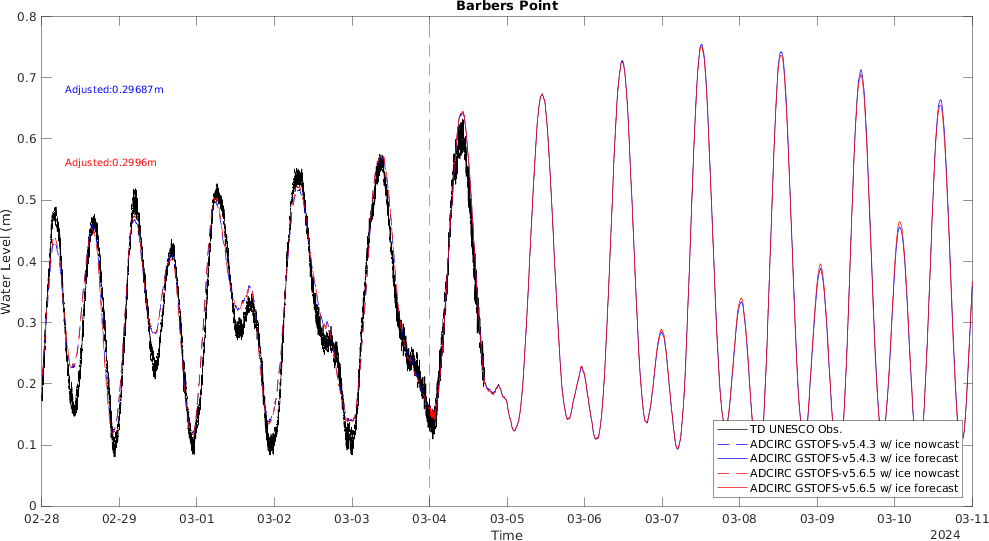 Barbers Point
0.8
0.7
0.6
0.5
0.4
0.3
0.2
0.1
0
Water Level (m)
Adjusted:0.29687m
Adjusted:0.2996m
TD UNESCO Obs.
ADCIRC GSTOFS-v5.4.3 w/ ice nowcast
ADCIRC GSTOFS-v5.4.3 w/ ice forecast
ADCIRC GSTOFS-v5.6.5 w/ ice nowcast
ADCIRC GSTOFS-v5.6.5 w/ ice forecast
02-28 02-29 03-01 03-02 03-03 03-04 03-05 03-06 03-07 03-08 03-09 03-10 03-11
Time
2024